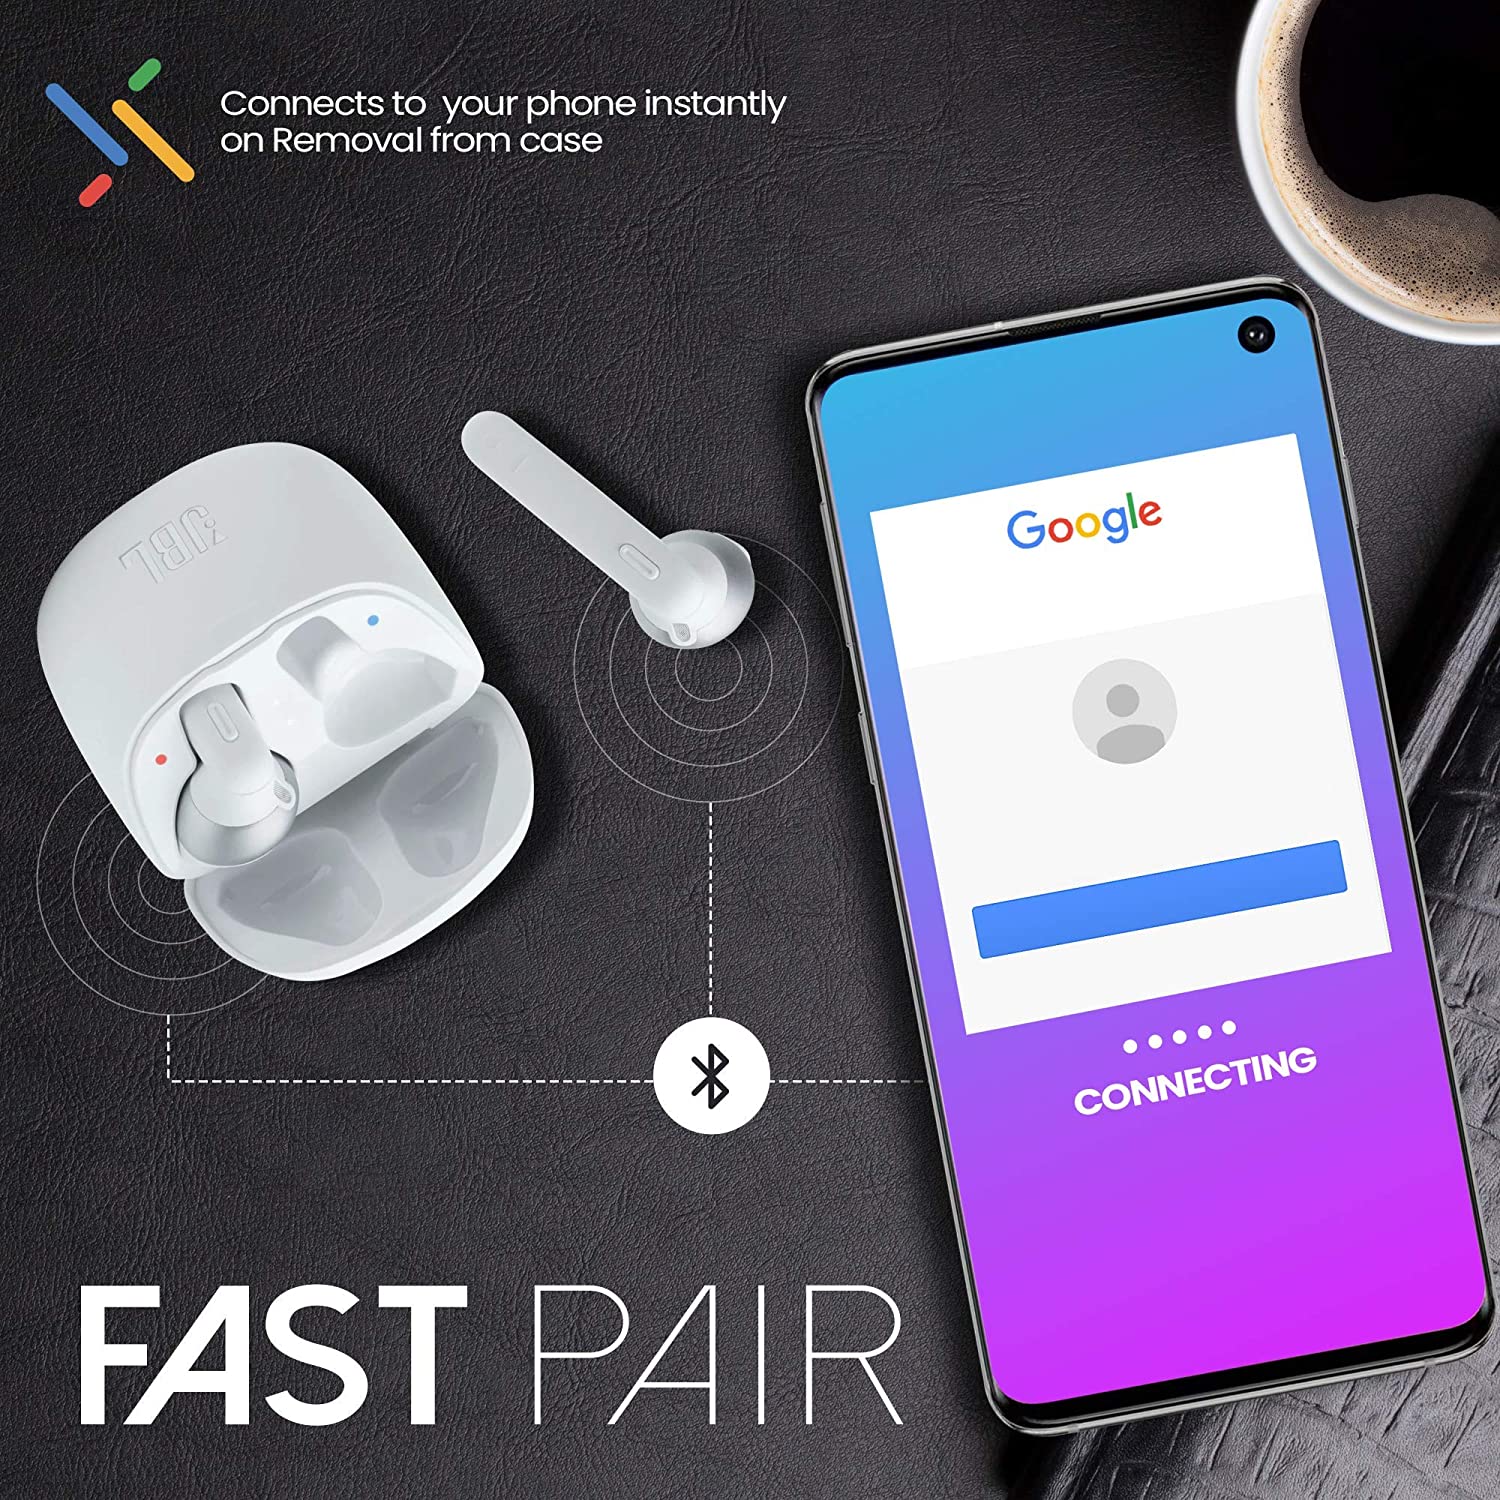 Connects to your phone instantly
on Removal from case
JBL
Google
CONNECTING
FAST PAIR